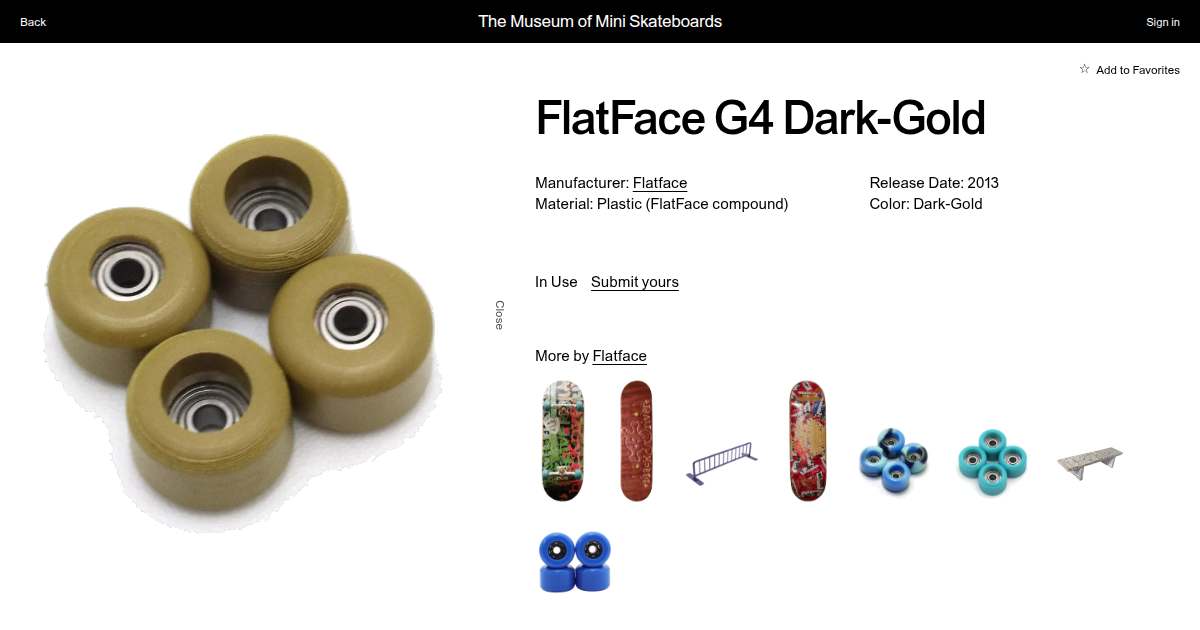 Back
The Museum of Mini Skateboards
Sign in
☆ Add to Favorites
FlatFace G4 Dark-Gold
Manufacturer: Flatface
Material: Plastic (FlatFace compound)
Release Date: 2013
Color: Dark-Gold
In Use Submit yours
Close
More by Flatface